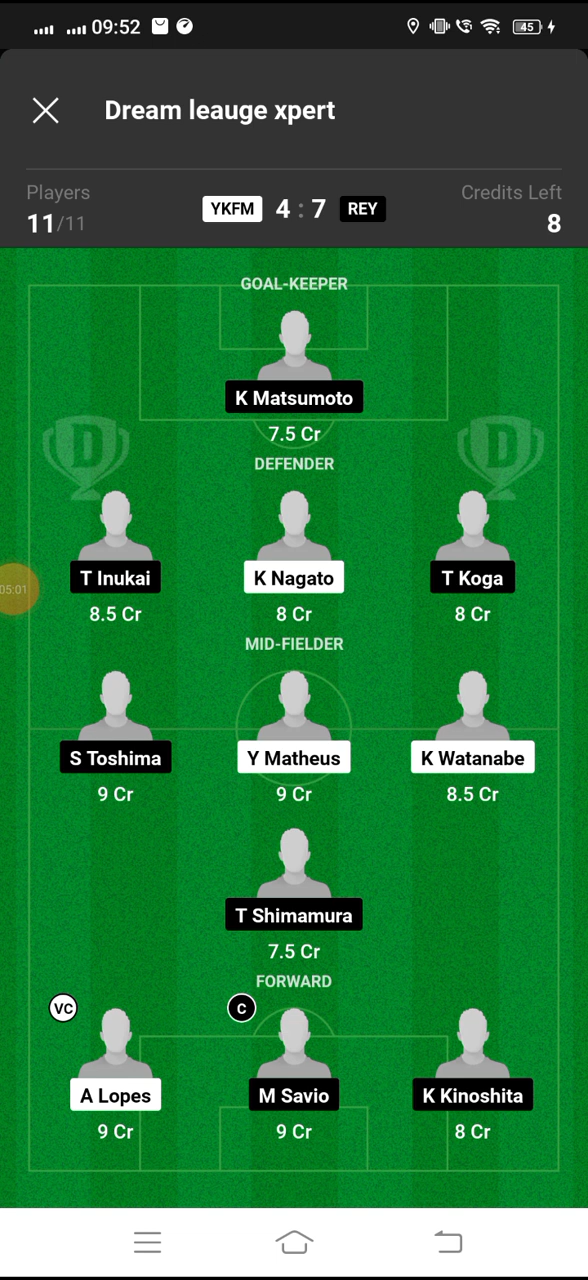 09:52 45
Dream leauge xpert
Players Credits Left
11/11 YKFM 4 : 7 REY 8
GOAL-KEEPER
K Matsumoto
7.5 Cr
D D
DEFENDER
T Inukai K Nagato T Koga
05:01
8.5 Cr 8 Cr 8 Cr
MID-FIELDER
S Toshima Y Matheus K Watanabe
9 Cr 9 Cr 8.5 Cr
T Shimamura
7.5 Cr
FORWARD
VC C
A Lopes M Savio K Kinoshita
9 Cr 9 Cr 8 Cr